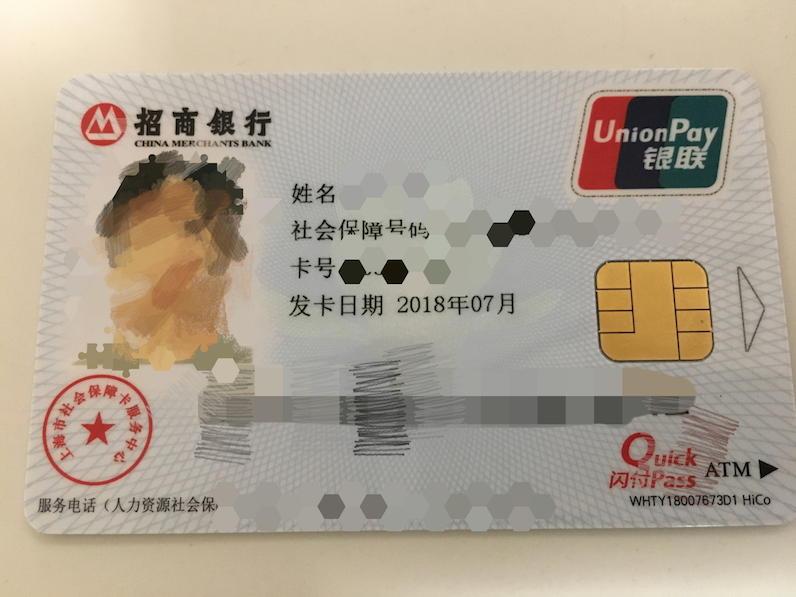 招商银行
CHINA MERCHANTS BANK
UnionPay
银联
姓名
社会保障号码
卡号
发卡日期 2018年07月
上海市社会保障卡服务中心
Quick
闪付Pass
ATM
服务电话（人力资源社会保
WHTY18007673D1 HiCo